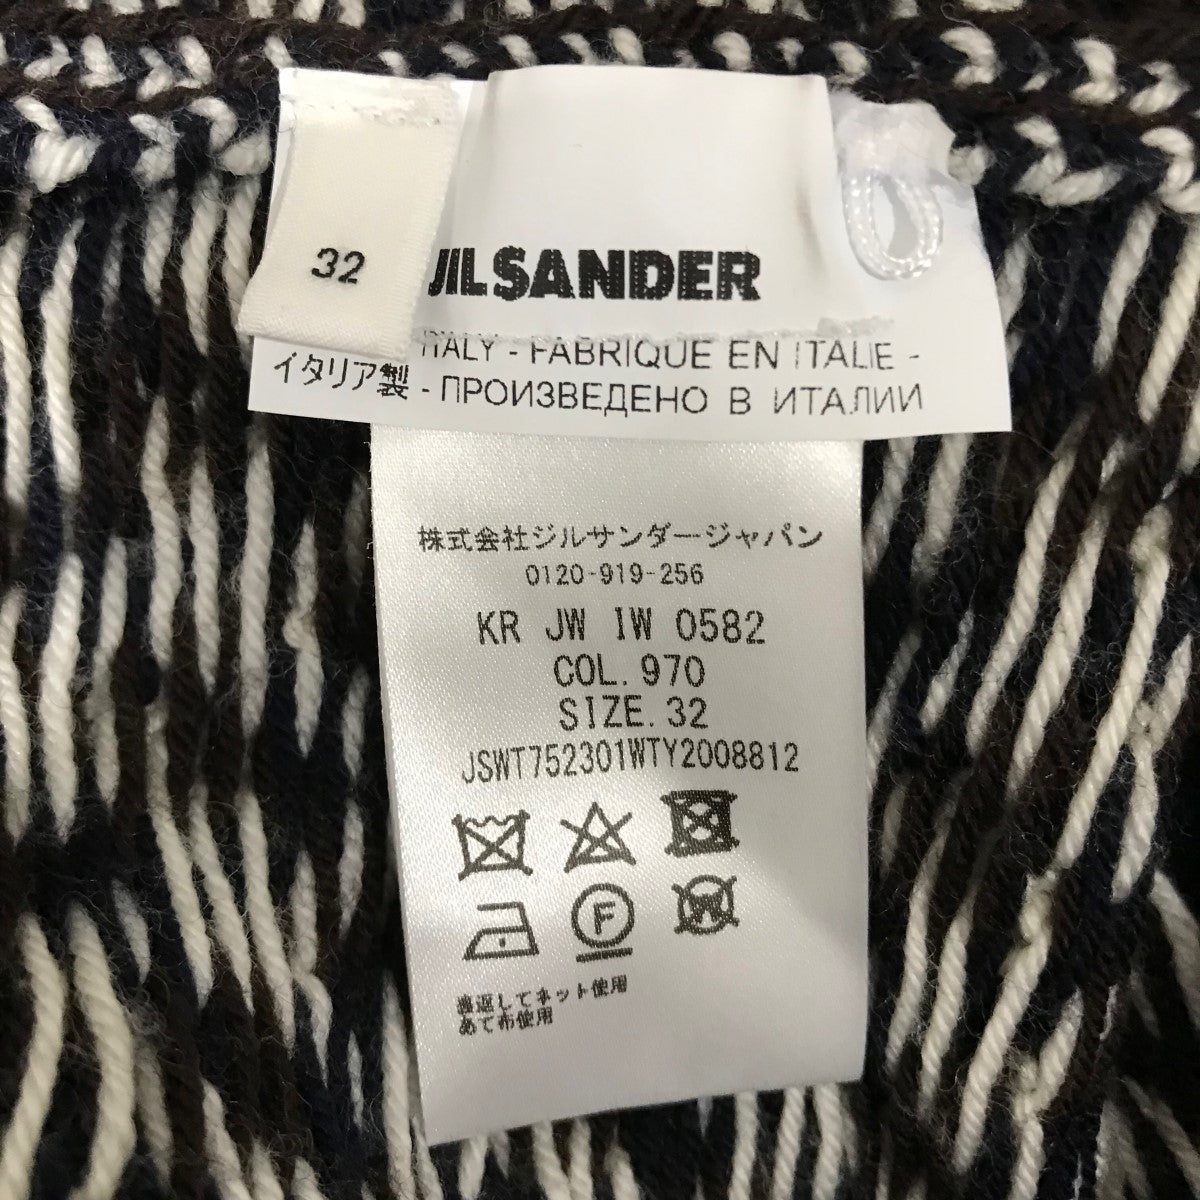 32
JILSANDER
ITALY - FABRIQUE EN ITALIE -
イタリア製 - ПРОИЗВЕДЕНО В ИТАЛИИ
株式会社ジルサンダージャパン
0120-919-256
KR JW IW 0582
COL. 970
SIZE. 32
JSWT752301WTY2008812
F
W
裏返してネット使用
あて布使用